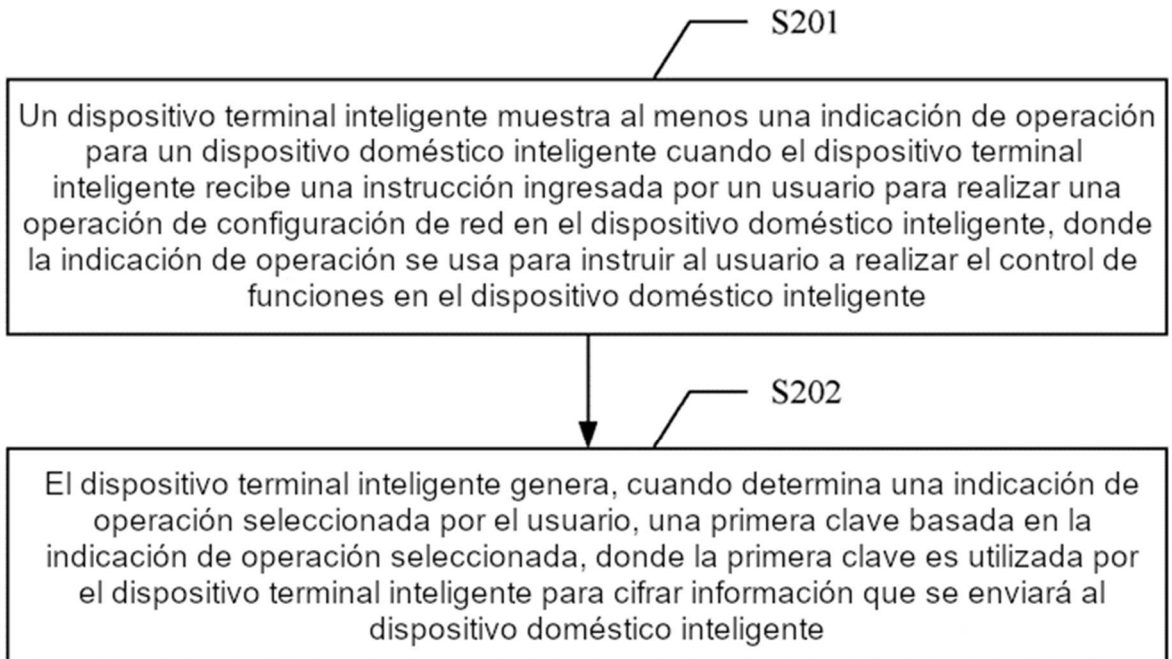 S201
Un dispositivo terminal inteligente muestra al menos una indicación de operación
para un dispositivo doméstico inteligente cuando el dispositivo terminal
inteligente recibe una instrucción ingresada por un usuario para realizar una
operación de configuración de red en el dispositivo doméstico inteligente, donde
la indicación de operación se usa para instruir al usuario a realizar el control de
funciones en el dispositivo doméstico inteligente
S202
El dispositivo terminal inteligente genera, cuando determina una indicación de
operación seleccionada por el usuario, una primera clave basada en la
indicación de operación seleccionada, donde la primera clave es utilizada por
el dispositivo terminal inteligente para cifrar información que se enviará al
dispositivo doméstico inteligente